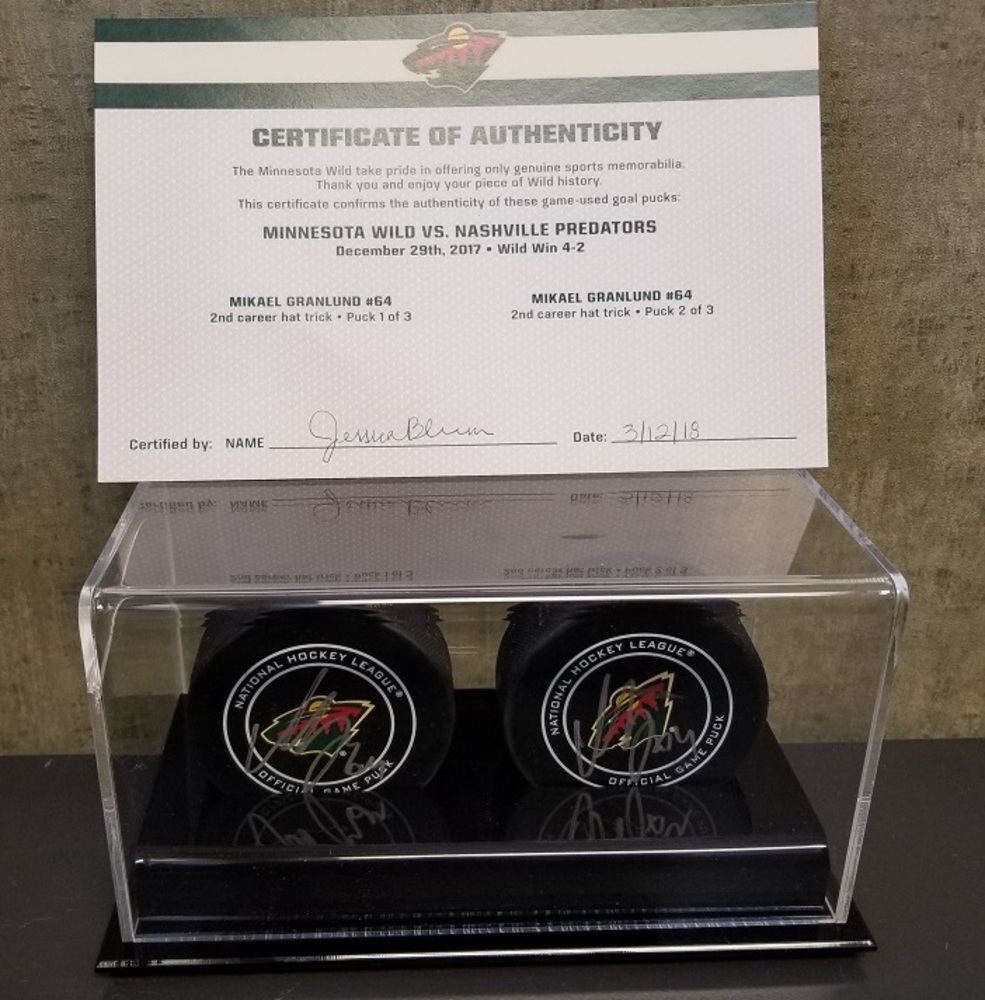 CERTIFICATE OF AUTHENTICITY
The Minnesota Wild take pride in offering only genuine sports memorabilia.
Thank you and enjoy your piece of Wild history.
This certificate confirms the authenticity of these game-used goal pucks:
MINNESOTA WILD VS. NASHVILLE PREDATORS
December 29th, 2017 • Wild Win 4-2
MIKAEL GRANLUND #64
2nd career hat trick • Puck 1 of 3
MIKAEL GRANLUND #64
2nd career hat trick • Puck 2 of 3
Certified by: NAME Jessica Blum Date: 3/12/18
NATIONAL HOCKEY LEAGUE®
OFFICIAL GAME PUCK
NATIONAL HOCKEY LEAGUE®
OFFICIAL GAME PUCK